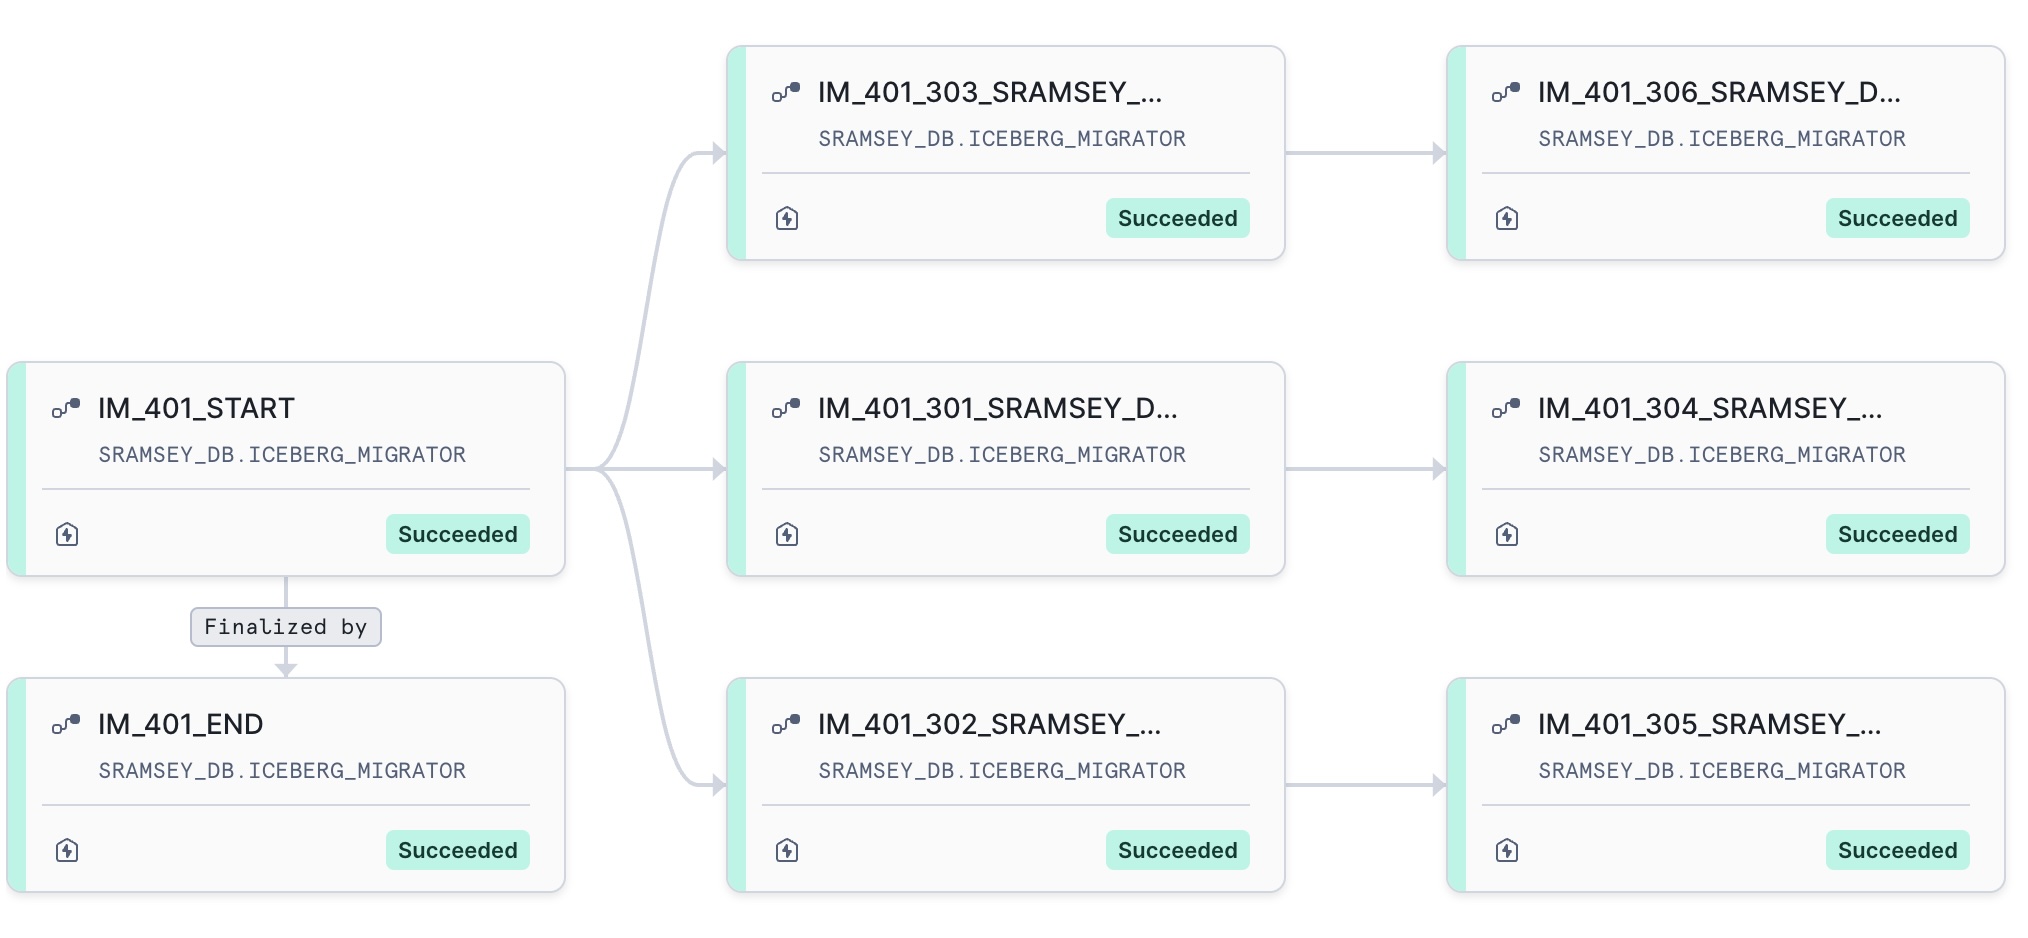 IM_401_303_SRAMSEY_...
SRAMSEY_DB.ICEBERG_MIGRATOR
Succeeded
IM_401_306_SRAMSEY_D...
SRAMSEY_DB.ICEBERG_MIGRATOR
Succeeded
IM_401_START
SRAMSEY_DB.ICEBERG_MIGRATOR
Succeeded
IM_401_301_SRAMSEY_D...
SRAMSEY_DB.ICEBERG_MIGRATOR
Succeeded
IM_401_304_SRAMSEY_...
SRAMSEY_DB.ICEBERG_MIGRATOR
Succeeded
Finalized by
IM_401_END
SRAMSEY_DB.ICEBERG_MIGRATOR
Succeeded
IM_401_302_SRAMSEY_...
SRAMSEY_DB.ICEBERG_MIGRATOR
Succeeded
IM_401_305_SRAMSEY_...
SRAMSEY_DB.ICEBERG_MIGRATOR
Succeeded